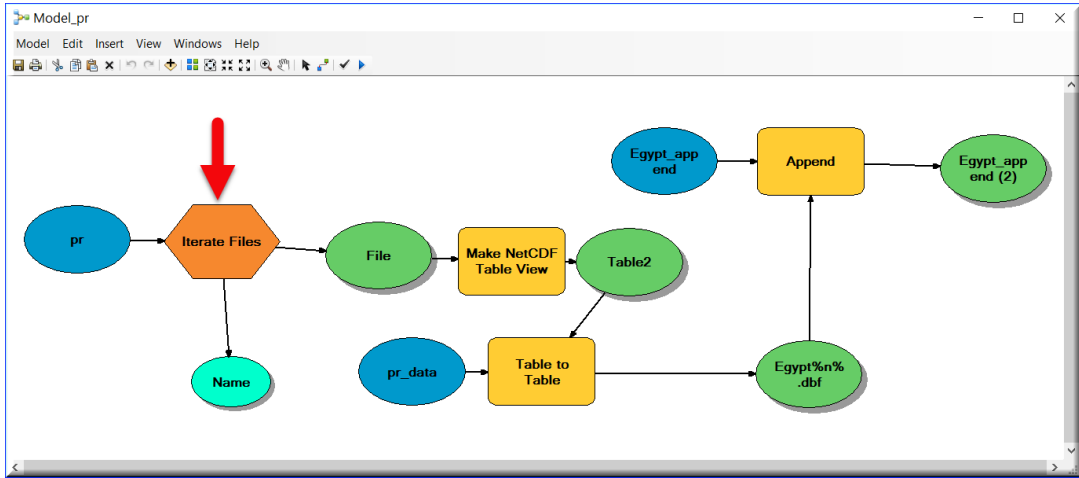 Model_pr
Model Edit Insert View Windows Help
Egypt_app
end
Append
Egypt_app
end (2)
pr
Iterate Files
File
Make NetCDF
Table View
Table2
pr_data
Table to
Table
Egypt%n%
.dbf
Name